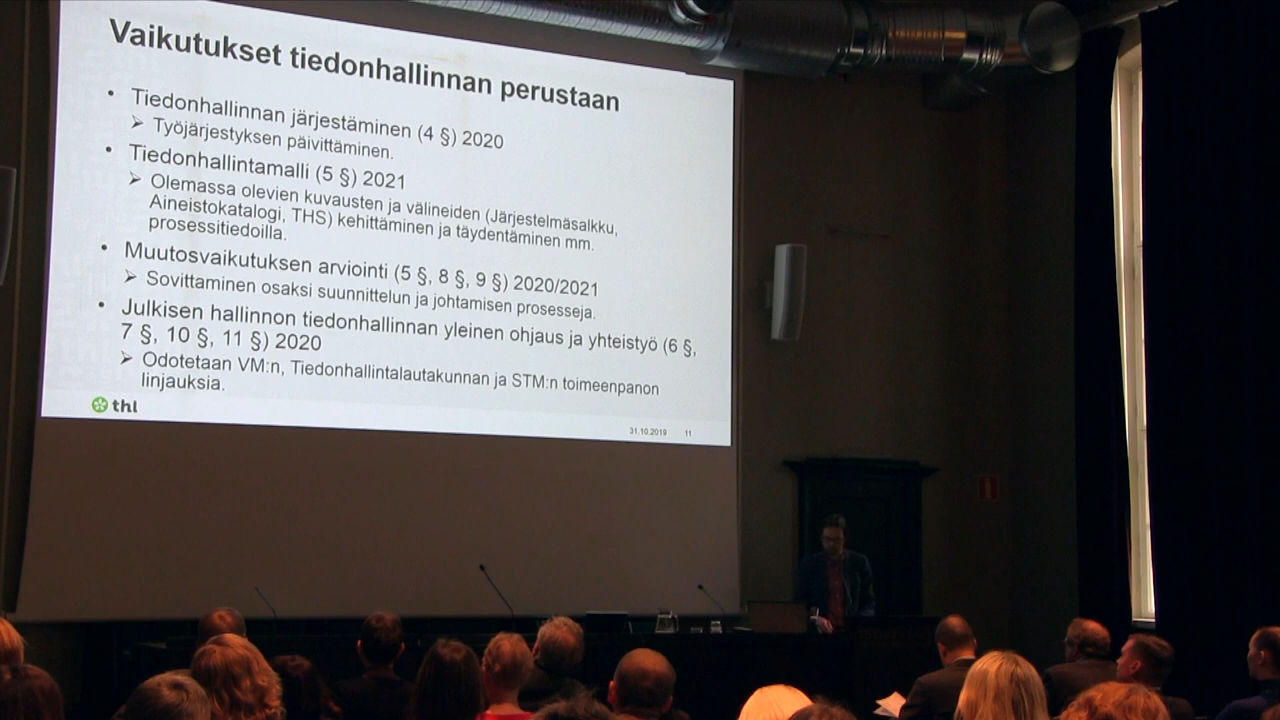 Vaikutukset tiedonhallinnan perustaan
• Tiedonhallinnan järjestäminen (4 §) 2020
➢ Työjärjestyksen päivittäminen.
• Tiedonhallintamalli (5 §) 2021
➢ Olemassa olevien kuvausten ja välineiden (Järjestelmäsalkku,
Aineistokatalogi, THS) kehittäminen ja täydentäminen mm.
prosessitiedoilla.
• Muutosvaikutuksen arviointi (5 §, 8 §, 9 §) 2020/2021
➢ Sovittaminen osaksi suunnittelun ja johtamisen prosesseja.
• Julkisen hallinnon tiedonhallinnan yleinen ohjaus ja yhteistyö (6 §,
7 §, 10 §, 11 §) 2020
➢ Odotetaan VM:n, Tiedonhallintalautakunnan ja STM:n toimeenpanon
linjauksia.
thl
31.10.2019 11